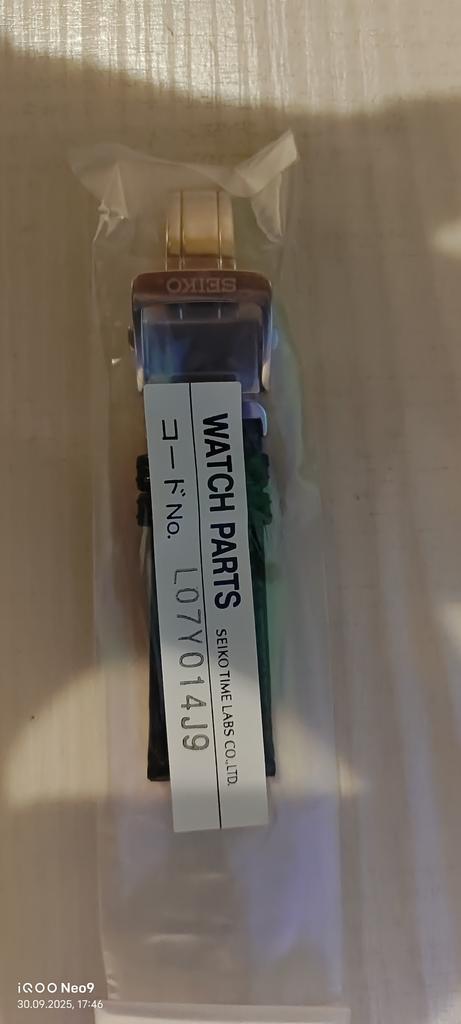 SEIKO
WATCH PARTS
SEIKO TIME LABS CO.,LTD.
コードNo. L07Y014J9
iQOO Neo9
30.09.2025, 17:46